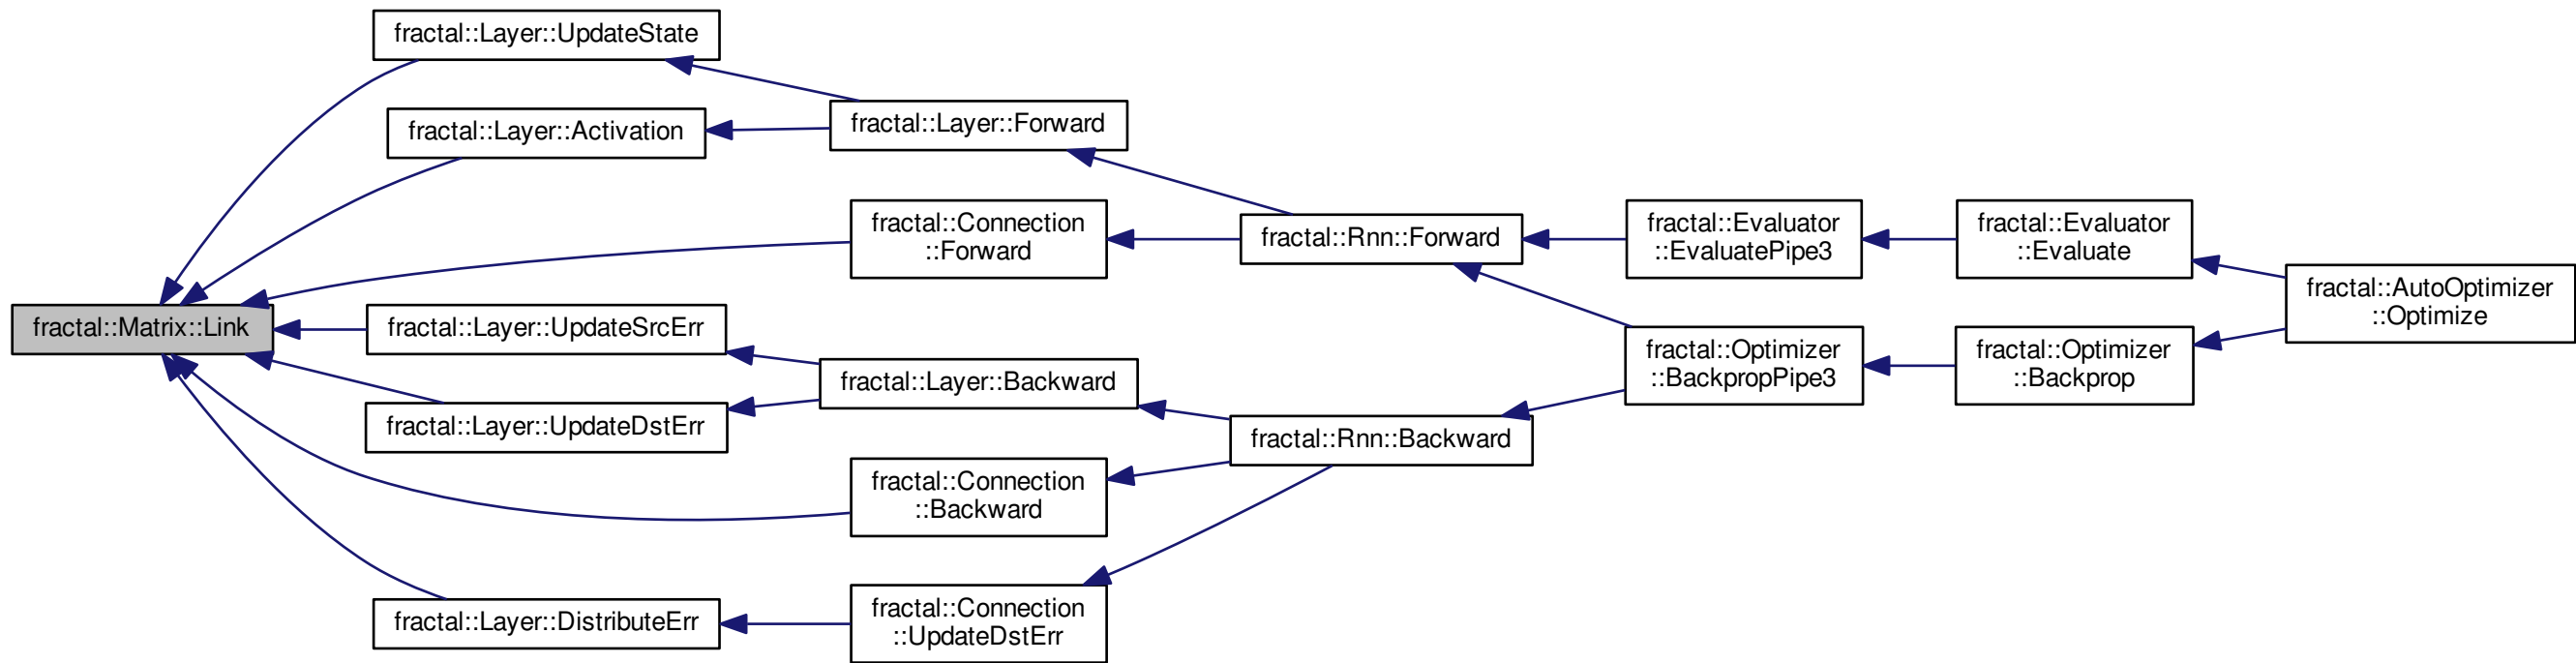 fractal::Layer::UpdateState
fractal::Layer::Activation
fractal::Layer::Forward
fractal::Connection
::Forward
fractal::Rnn::Forward
fractal::Evaluator
::EvaluatePipe3
fractal::Evaluator
::Evaluate
fractal::AutoOptimizer
::Optimize
fractal::Matrix::Link
fractal::Layer::UpdateSrcErr
fractal::Layer::Backward
fractal::Optimizer
::BackpropPipe3
fractal::Optimizer
::Backprop
fractal::Layer::UpdateDstErr
fractal::Rnn::Backward
fractal::Connection
::Backward
fractal::Layer::DistributeErr
fractal::Connection
::UpdateDstErr